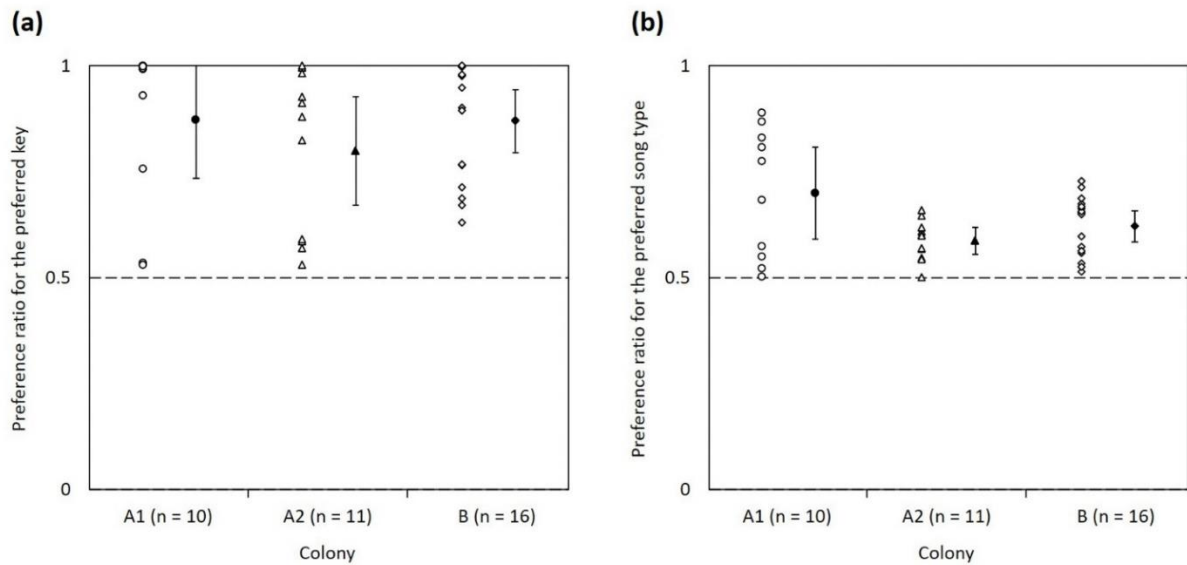 (a)
Preference ratio for the preferred key
1
0.5
0
A1 (n = 10) A2 (n = 11) B (n = 16)
Colony
(b)
Preference ratio for the preferred song type
1
0.5
0
A1 (n = 10) A2 (n = 11) B (n = 16)
Colony